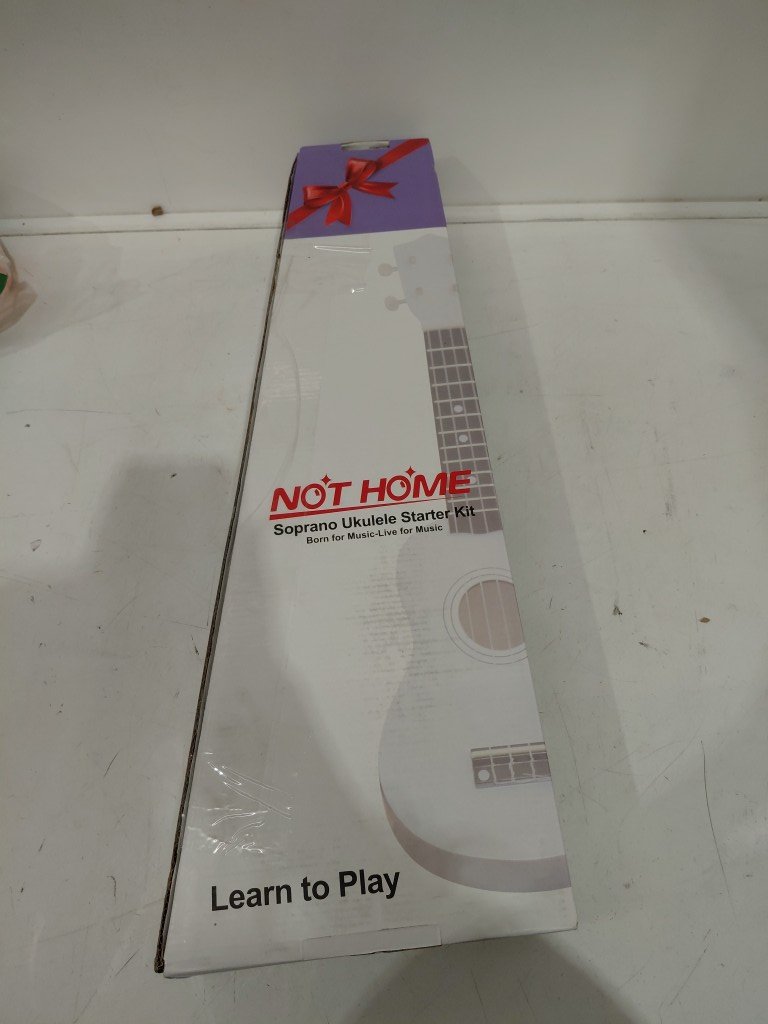 NOT HOME
Soprano Ukulele Starter Kit
Born for Music-Live for Music
Learn to Play